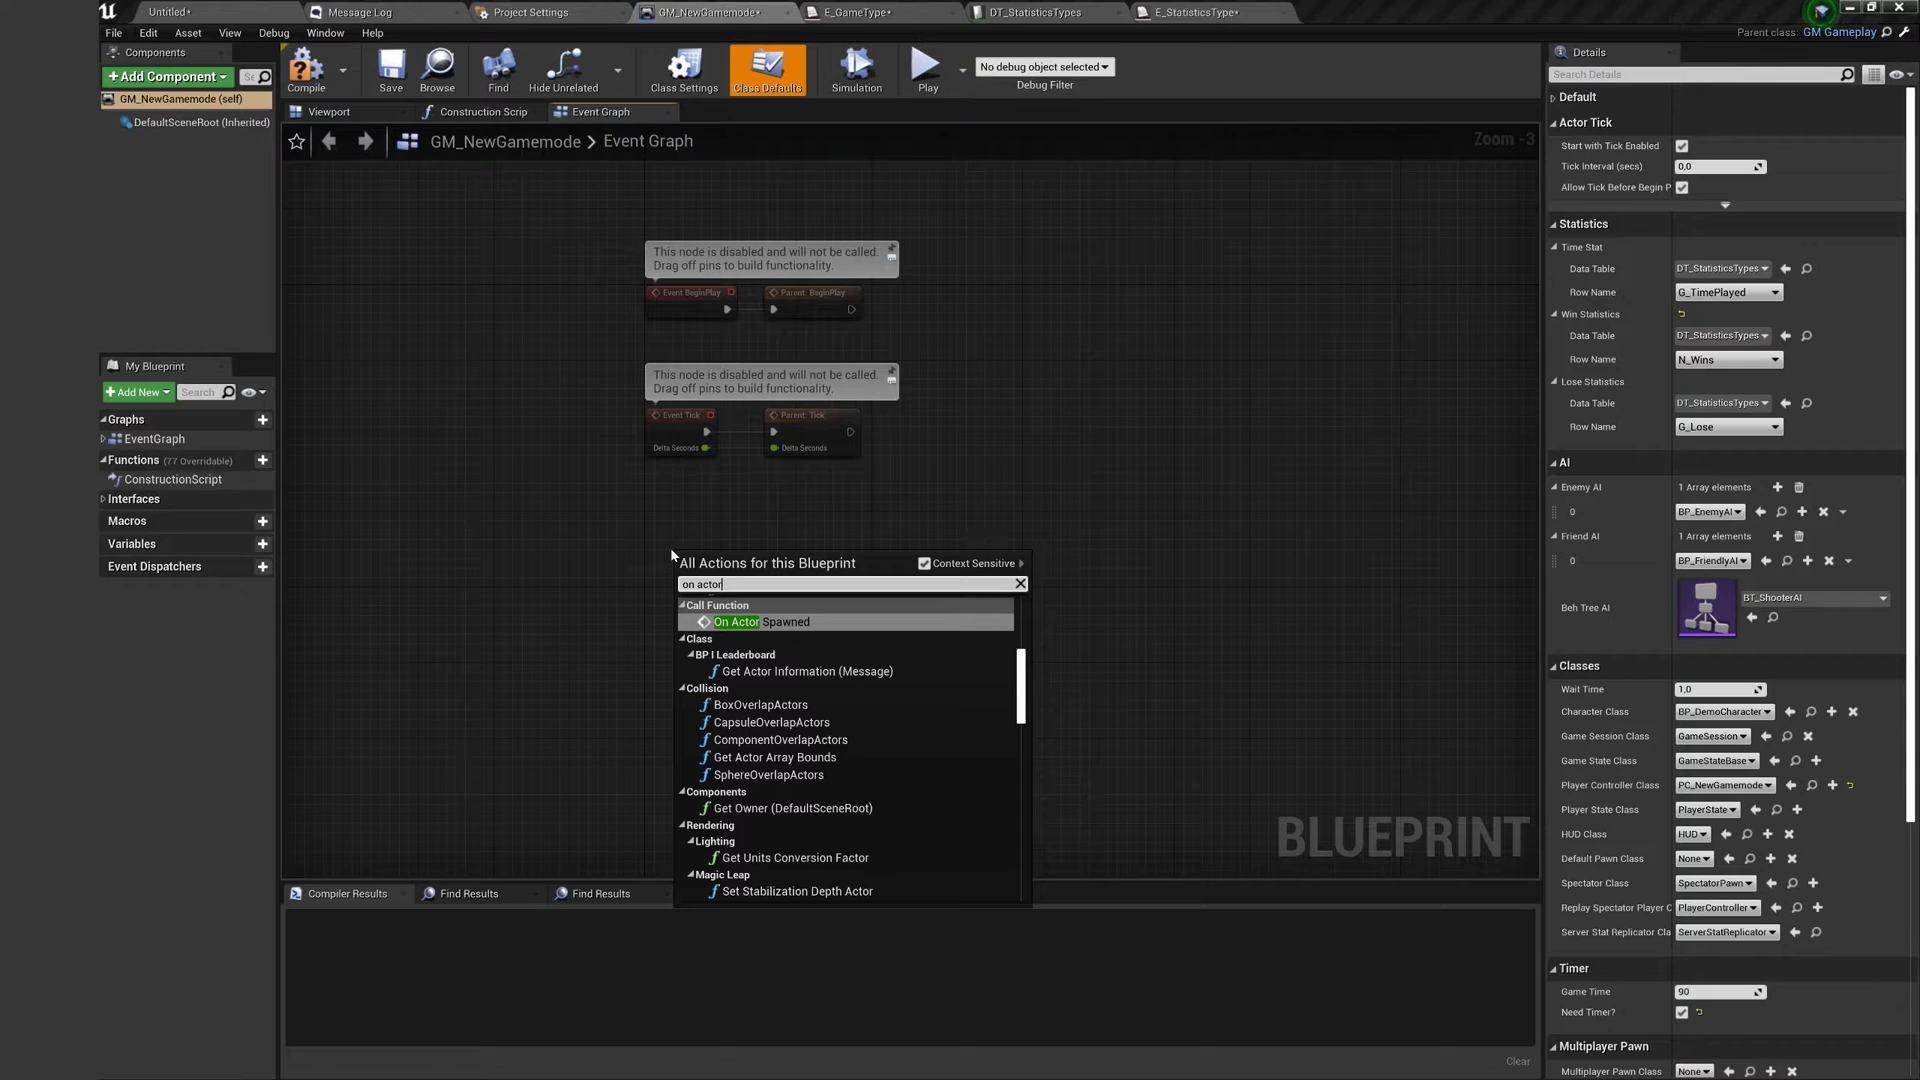 Untitled•
Message Log
Project Settings
GM_NewGamemode•
E_GameType•
DT_StatisticsTypes
E_StatisticsType•
File
Edit
Asset
View
Debug
Window
Help
Parent class: GM Gameplay
Components
+Add Component
GM_NewGamemode (self)
DefaultSceneRoot (Inherited)
Compile
Save
Browse
Find
Hide Unrelated
Class Settings
Class Defaults
Simulation
Play
No debug object selected
Debug Filter
Viewport
Construction Scrip
Event Graph
GM_NewGamemode > Event Graph
Zoom -3
This node is disabled and will not be called.
Drag off pins to build functionality.
Event BeginPlay
Parent: BeginPlay
This node is disabled and will not be called.
Drag off pins to build functionality.
Event Tick
Parent: Tick
Delta Seconds
Delta Seconds
My Blueprint
+Add New
Search
Graphs
EventGraph
Functions (77 Overridable)
ConstructionScript
Interfaces
Macros
Variables
Event Dispatchers
All Actions for this Blueprint
Context Sensitive
on actor
Call Function
On Actor Spawned
Class
BP I Leaderboard
Get Actor Information (Message)
Collision
BoxOverlapActors
CapsuleOverlapActors
ComponentOverlapActors
Get Actor Array Bounds
SphereOverlapActors
Components
Get Owner (DefaultSceneRoot)
Rendering
Lighting
Get Units Conversion Factor
Magic Leap
Set Stabilization Depth Actor
BLUEPRINT
Compiler Results
Find Results
Find Results
Clear
Details
Search Details
Default
Actor Tick
Start with Tick Enabled
Tick Interval (secs)
0,0
Allow Tick Before Begin P
Statistics
Time Stat
Data Table
DT_StatisticsTypes
Row Name
G_TimePlayed
Win Statistics
Data Table
DT_StatisticsTypes
Row Name
N_Wins
Lose Statistics
Data Table
DT_StatisticsTypes
Row Name
G_Lose
AI
Enemy AI
1 Array elements
0
BP_EnemyAI
Friend AI
1 Array elements
0
BP_FriendlyAI
Beh Tree AI
BT_ShooterAI
Classes
Wait Time
1,0
Character Class
BP_DemoCharacter
Game Session Class
GameSession
Game State Class
GameStateBase
Player Controller Class
PC_NewGamemode
Player State Class
PlayerState
HUD Class
HUD
Default Pawn Class
None
Spectator Class
SpectatorPawn
Replay Spectator Player C
PlayerController
Server Stat Replicator Cla
ServerStatReplicator
Timer
Game Time
90
Need Timer?
Multiplayer Pawn
Multiplayer Pawn Class
None